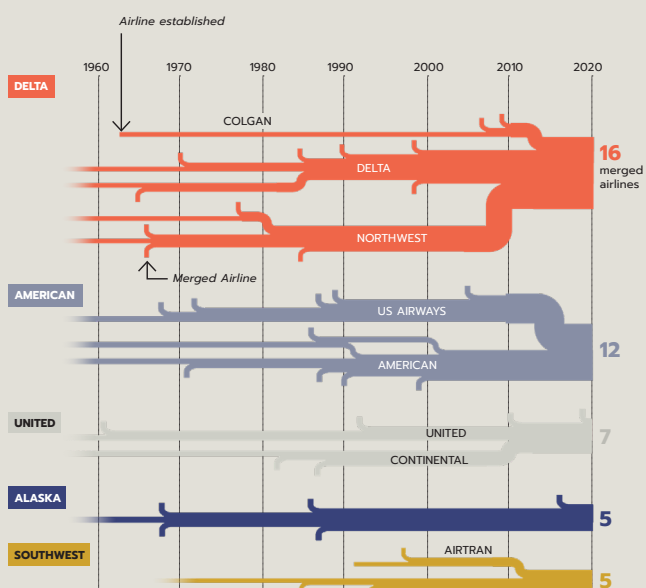 Airline established
1960 1970 1980 1990 2000 2010 2020
DELTA
COLGAN
16
merged
airlines
DELTA
NORTHWEST
Merged Airline
AMERICAN
US AIRWAYS
12
AMERICAN
UNITED
UNITED
7
CONTINENTAL
ALASKA
5
SOUTHWEST
AIRTRAN
5